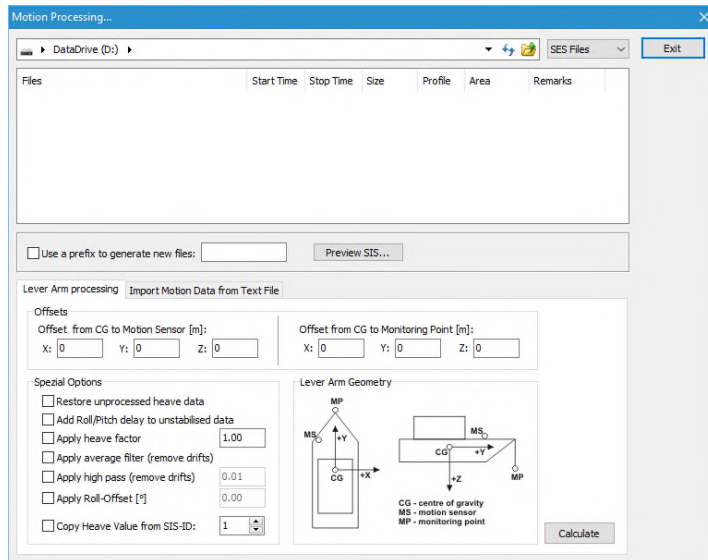 Motion Processing...
DataDrive (D:)
SES Files
Exit
Files Start Time Stop Time Size Profile Area Remarks
Use a prefix to generate new files:
Preview SIS...
Lever Arm processing Import Motion Data from Text File
Offsets
Offset from CG to Motion Sensor [m]:
X: 0 Y: 0 Z: 0
Offset from CG to Monitoring Point [m]:
X: 0 Y: 0 Z: 0
Spezial Options
Restore unprocessed heave data
Add Roll/Pitch delay to unstabilised data
Apply heave factor 1.00
Apply average filter (remove drifts)
Apply high pass (remove drifts) 0.01
Apply Roll-Offset [°] 0.00
Copy Heave Value from SIS-ID: 1
Lever Arm Geometry
MP
MS
+Y
CG
+X
MS
CG
+Y
+Z
MP
CG - centre of gravity
MS - motion sensor
MP - monitoring point
Calculate